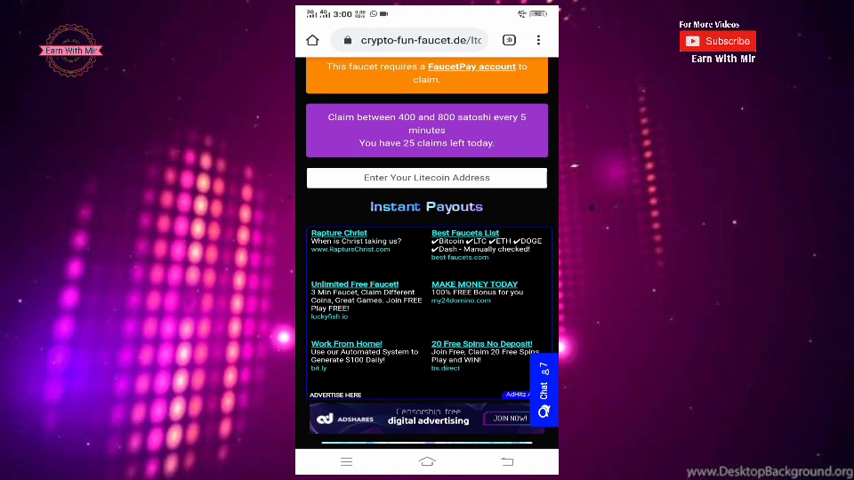 For More Videos
Subscribe
Earn With Mir
Earn With Mir
3:00
crypto-fun-faucet.de/ltc
This faucet requires a FaucetPay account to
claim.
Claim between 400 and 800 satoshi every 5
minutes
You have 25 claims left today.
Enter Your Litecoin Address
Instant Payouts
Rapture Christ
When is Christ taking us?
www.RaptureChrist.com
Best Faucets List
✔Bitcoin ✔LTC ✔ETH ✔DOGE
✔Dash - Manually checked!
best-faucets.com
Unlimited Free Faucet!
3 Min Faucet, Claim Different
Coins, Great Games. Join FREE
Play FREE!
luckyfish.io
MAKE MONEY TODAY
100% FREE Bonus for you
my24domino.com
Work From Home!
Use our Automated System to
Generate $100 Daily!
bit.ly
20 Free Spins No Deposit!
Join Free, Claim 20 Free Spins,
Play and WIN!
bs.direct
Chat 7
ADVERTISE HERE
AdHitz
ad ADSHARES
Censorship free
digital advertising
JOIN NOW!
www.DesktopBackground.org